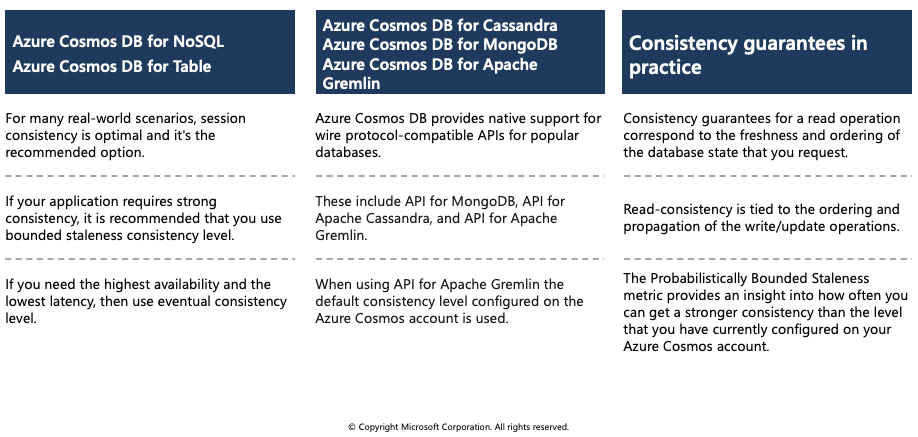 Azure Cosmos DB for NoSQL
Azure Cosmos DB for Table
For many real-world scenarios, session
consistency is optimal and it's the
recommended option.
If your application requires strong
consistency, it is recommended that you use
bounded staleness consistency level.
If you need the highest availability and the
lowest latency, then use eventual consistency
level.
Azure Cosmos DB for Cassandra
Azure Cosmos DB for MongoDB
Azure Cosmos DB for Apache
Gremlin
Azure Cosmos DB provides native support for
wire protocol-compatible APIs for popular
databases.
These include API for MongoDB, API for
Apache Cassandra, and API for Apache
Gremlin.
When using API for Apache Gremlin the
default consistency level configured on the
Azure Cosmos account is used.
Consistency guarantees in
practice
Consistency guarantees for a read operation
correspond to the freshness and ordering of
the database state that you request.
Read-consistency is tied to the ordering and
propagation of the write/update operations.
The Probabilistically Bounded Staleness
metric provides an insight into how often you
can get a stronger consistency than the level
that you have currently configured on your
Azure Cosmos account.
© Copyright Microsoft Corporation. All rights reserved.